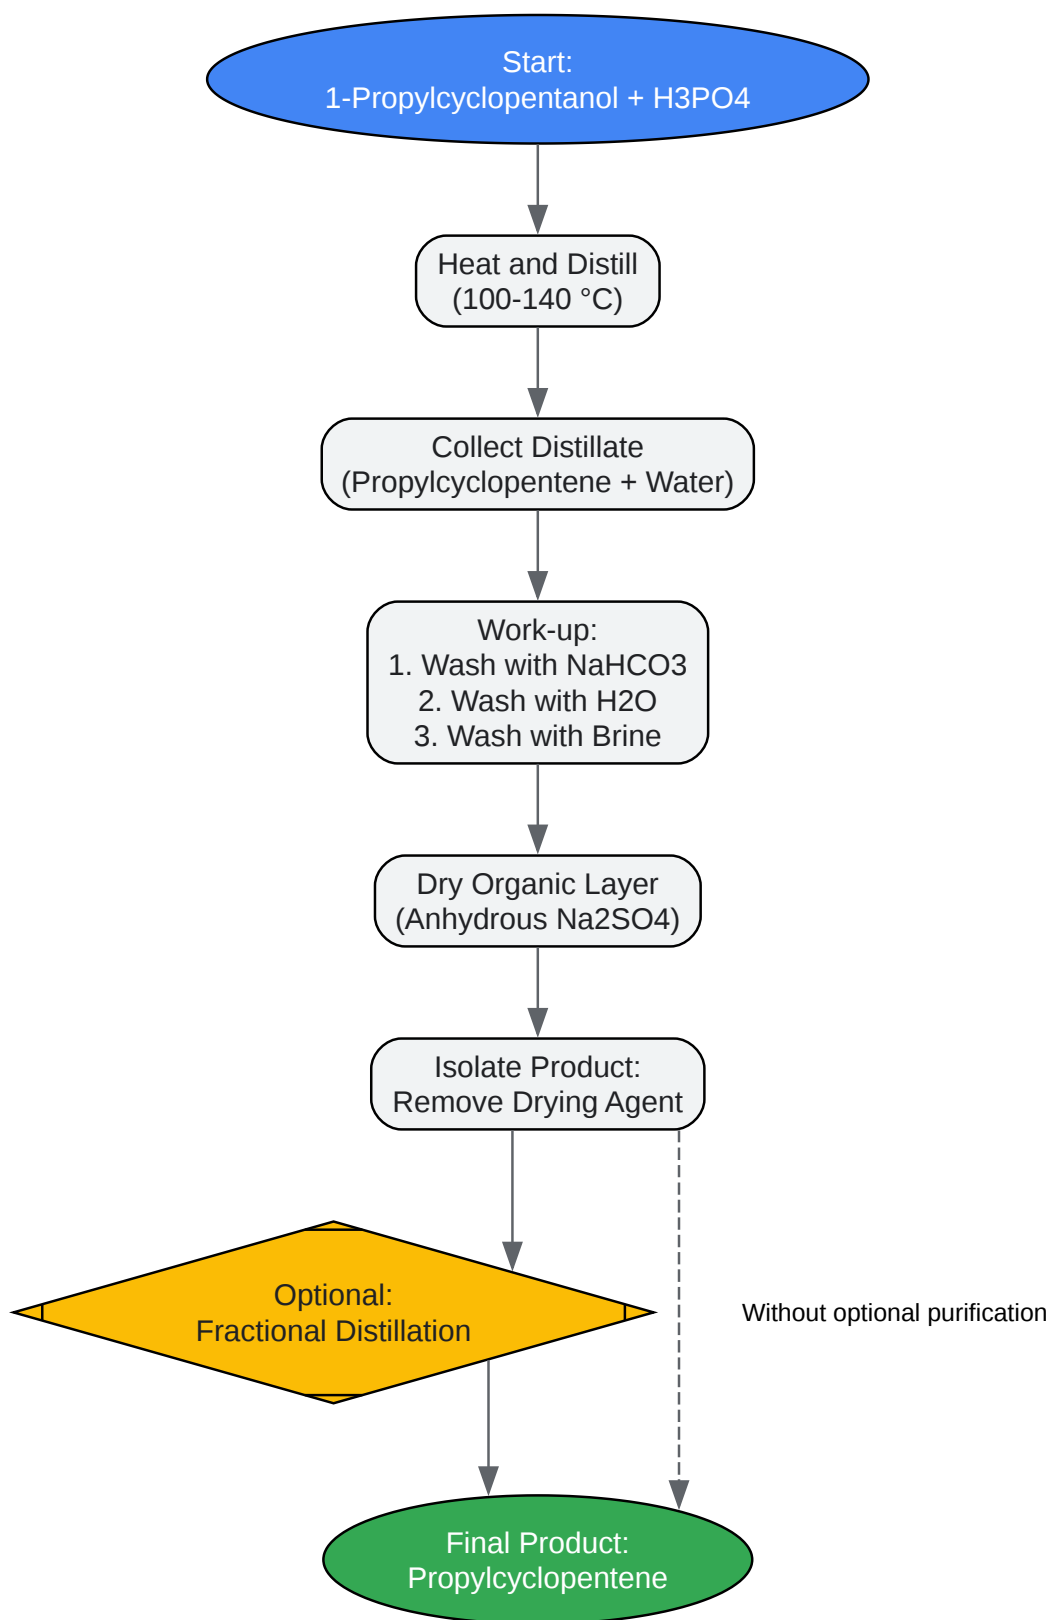 Start:
1-Propylcyclopentanol + H3PO4
Heat and Distill
(100-140 °C)
Collect Distillate
(Propylcyclopentene + Water)
Work-up:
1. Wash with NaHCO3
2. Wash with H2O
3. Wash with Brine
Dry Organic Layer
(Anhydrous Na2SO4)
Isolate Product:
Remove Drying Agent
Optional:
Fractional Distillation
Without optional purification
Final Product:
Propylcyclopentene